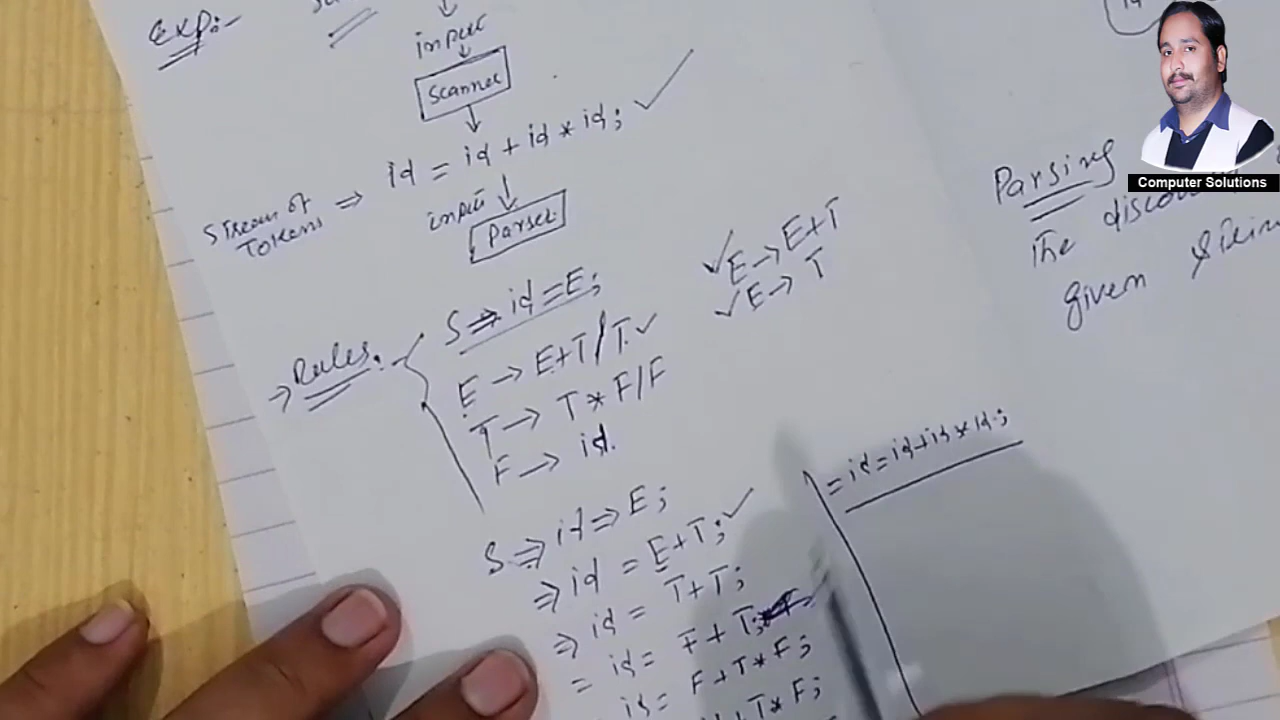 Exp:-
input
Scanner
id = id + id * id;
Stream of
Tokens ⇒
input
Parser
Rules:
S ⇒ id = E;
E → E+T/T
T → T * F/F
F → id.
✓ E → E+T
✓ E → T
S ⇒ id ⇒ E;
⇒ id = E+T;
⇒ id = T+T;
= id = F + T;
id = F + T * F;
+ T * F;
= id = id + id * id;
Parsing
The
given
Computer Solutions